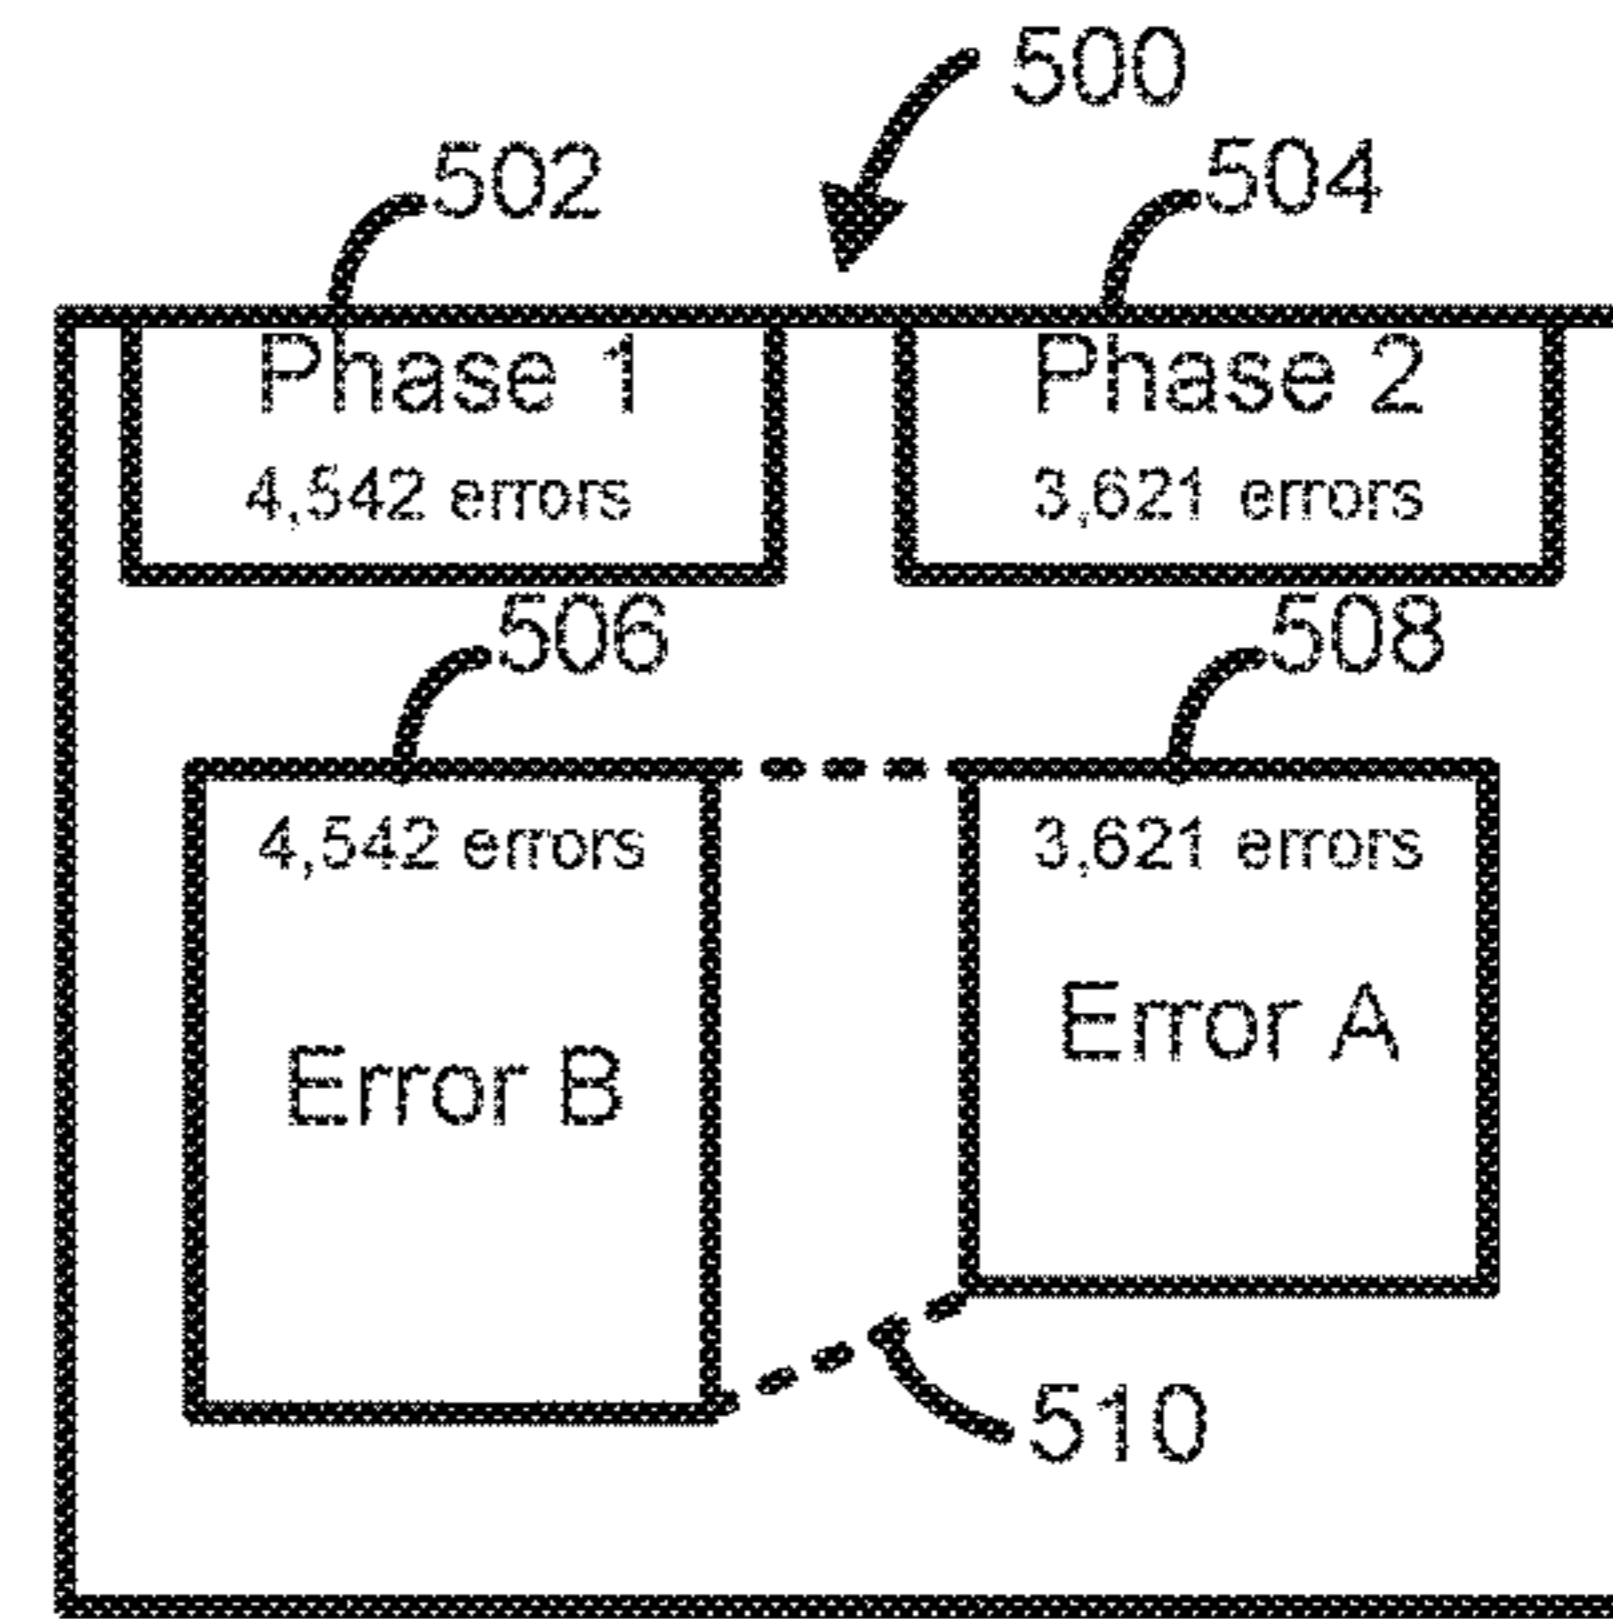 500
502
504
Phase 1
4,542 errors
Phase 2
3,621 errors
506
508
4,542 errors
Error B
3,621 errors
Error A
510